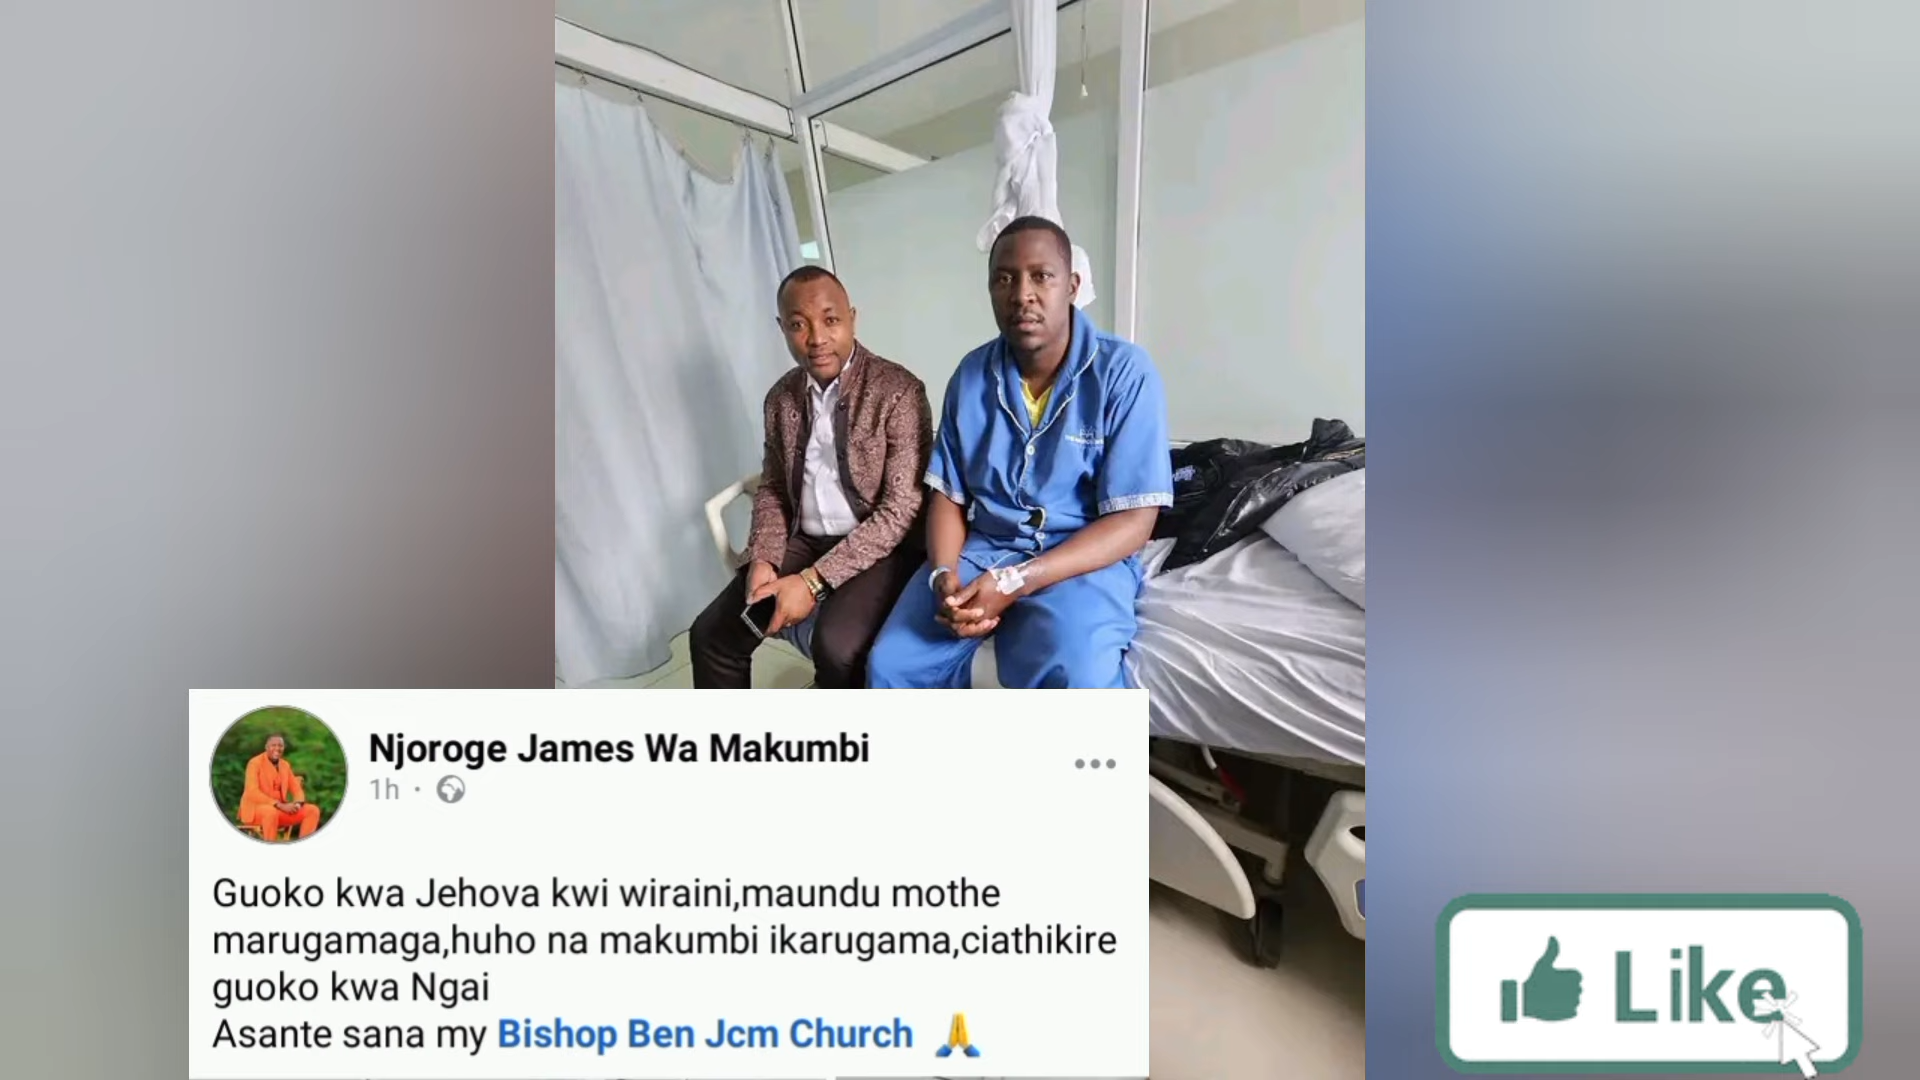 Njoroge James Wa Makumbi
1h ·
Guoko kwa Jehova kwi wiraini,maundu mothe
marugamaga,huho na makumbi ikarugama,ciathikire
guoko kwa Ngai
Asante sana my Bishop Ben Jcm Church
Like